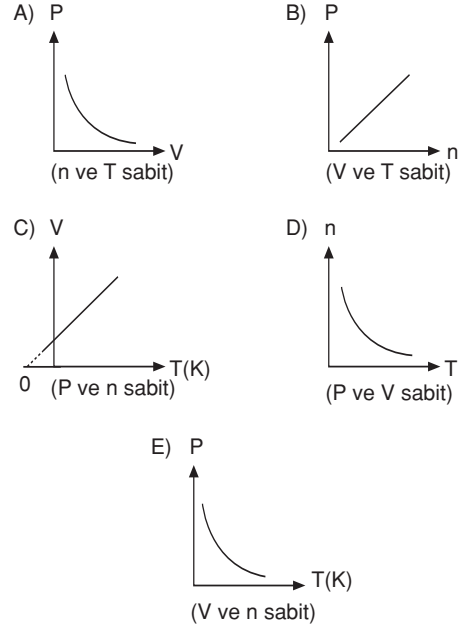 A) P
V
(n ve T sabit)
B) P
n
(V ve T sabit)
C) V
T(K)
0
(P ve n sabit)
D) n
T
(P ve V sabit)
E) P
T(K)
(V ve n sabit)